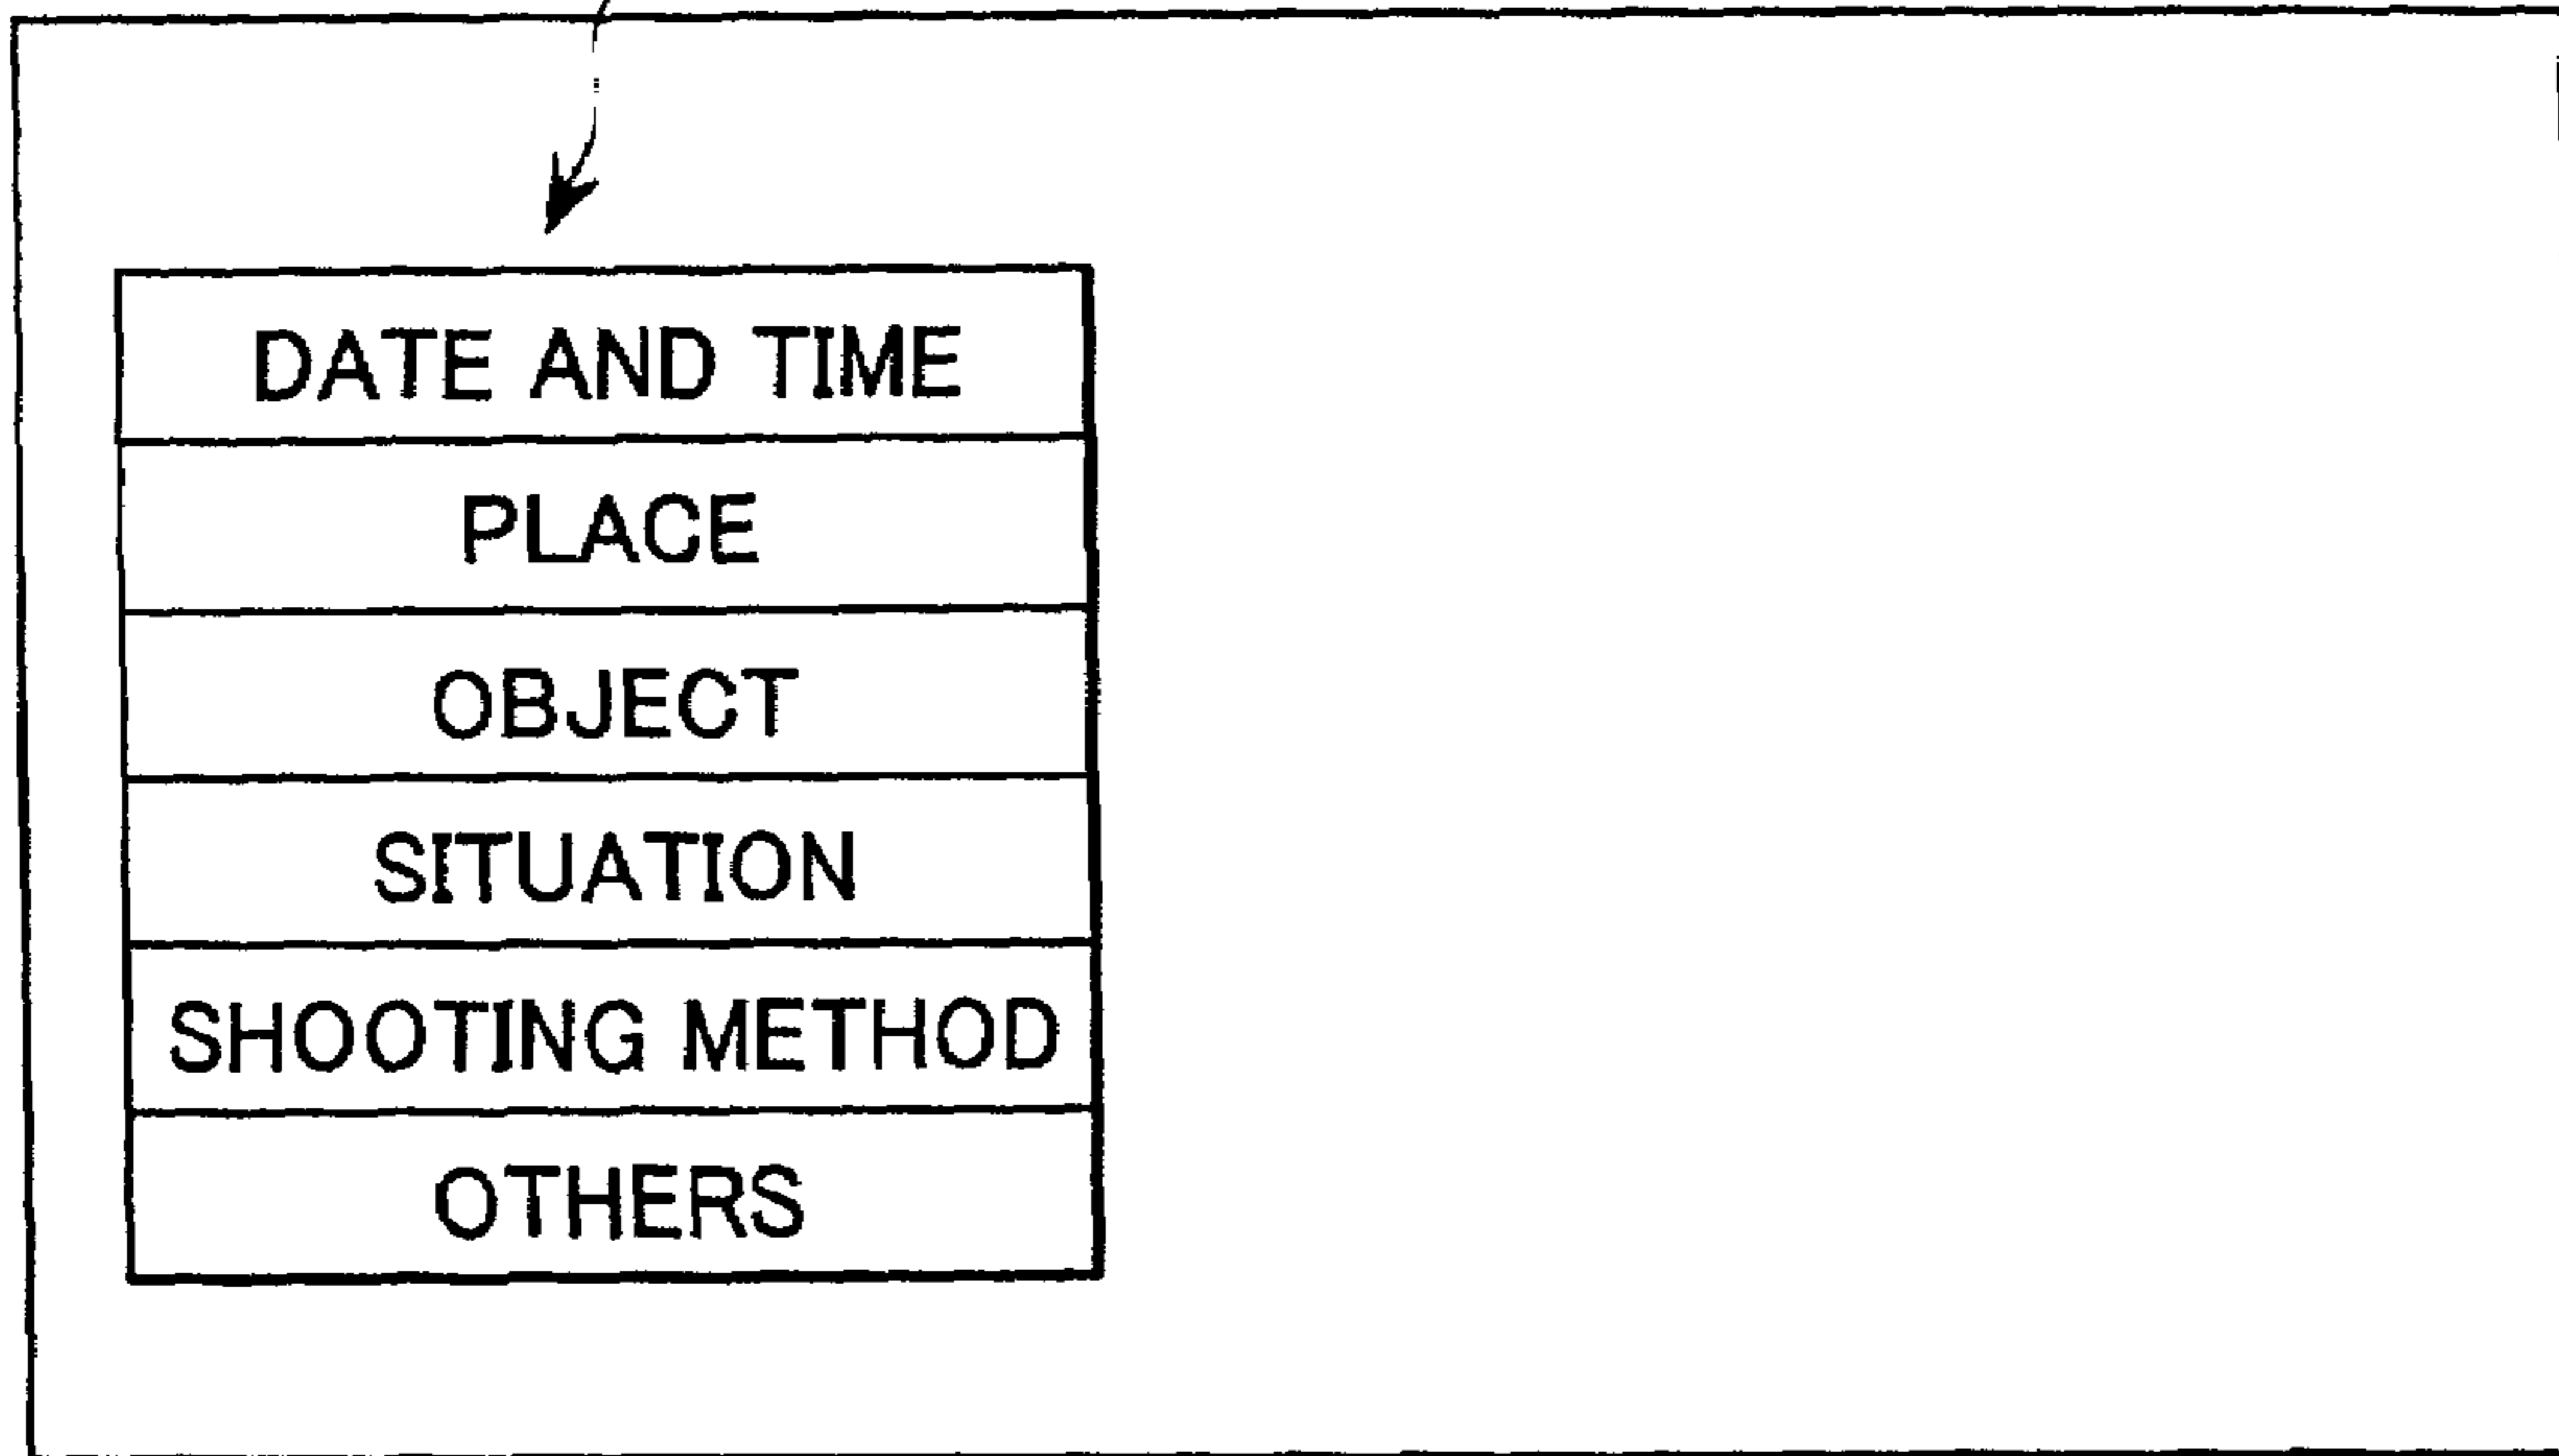 DATE AND TIME
PLACE
OBJECT
SITUATION
SHOOTING METHOD
OTHERS